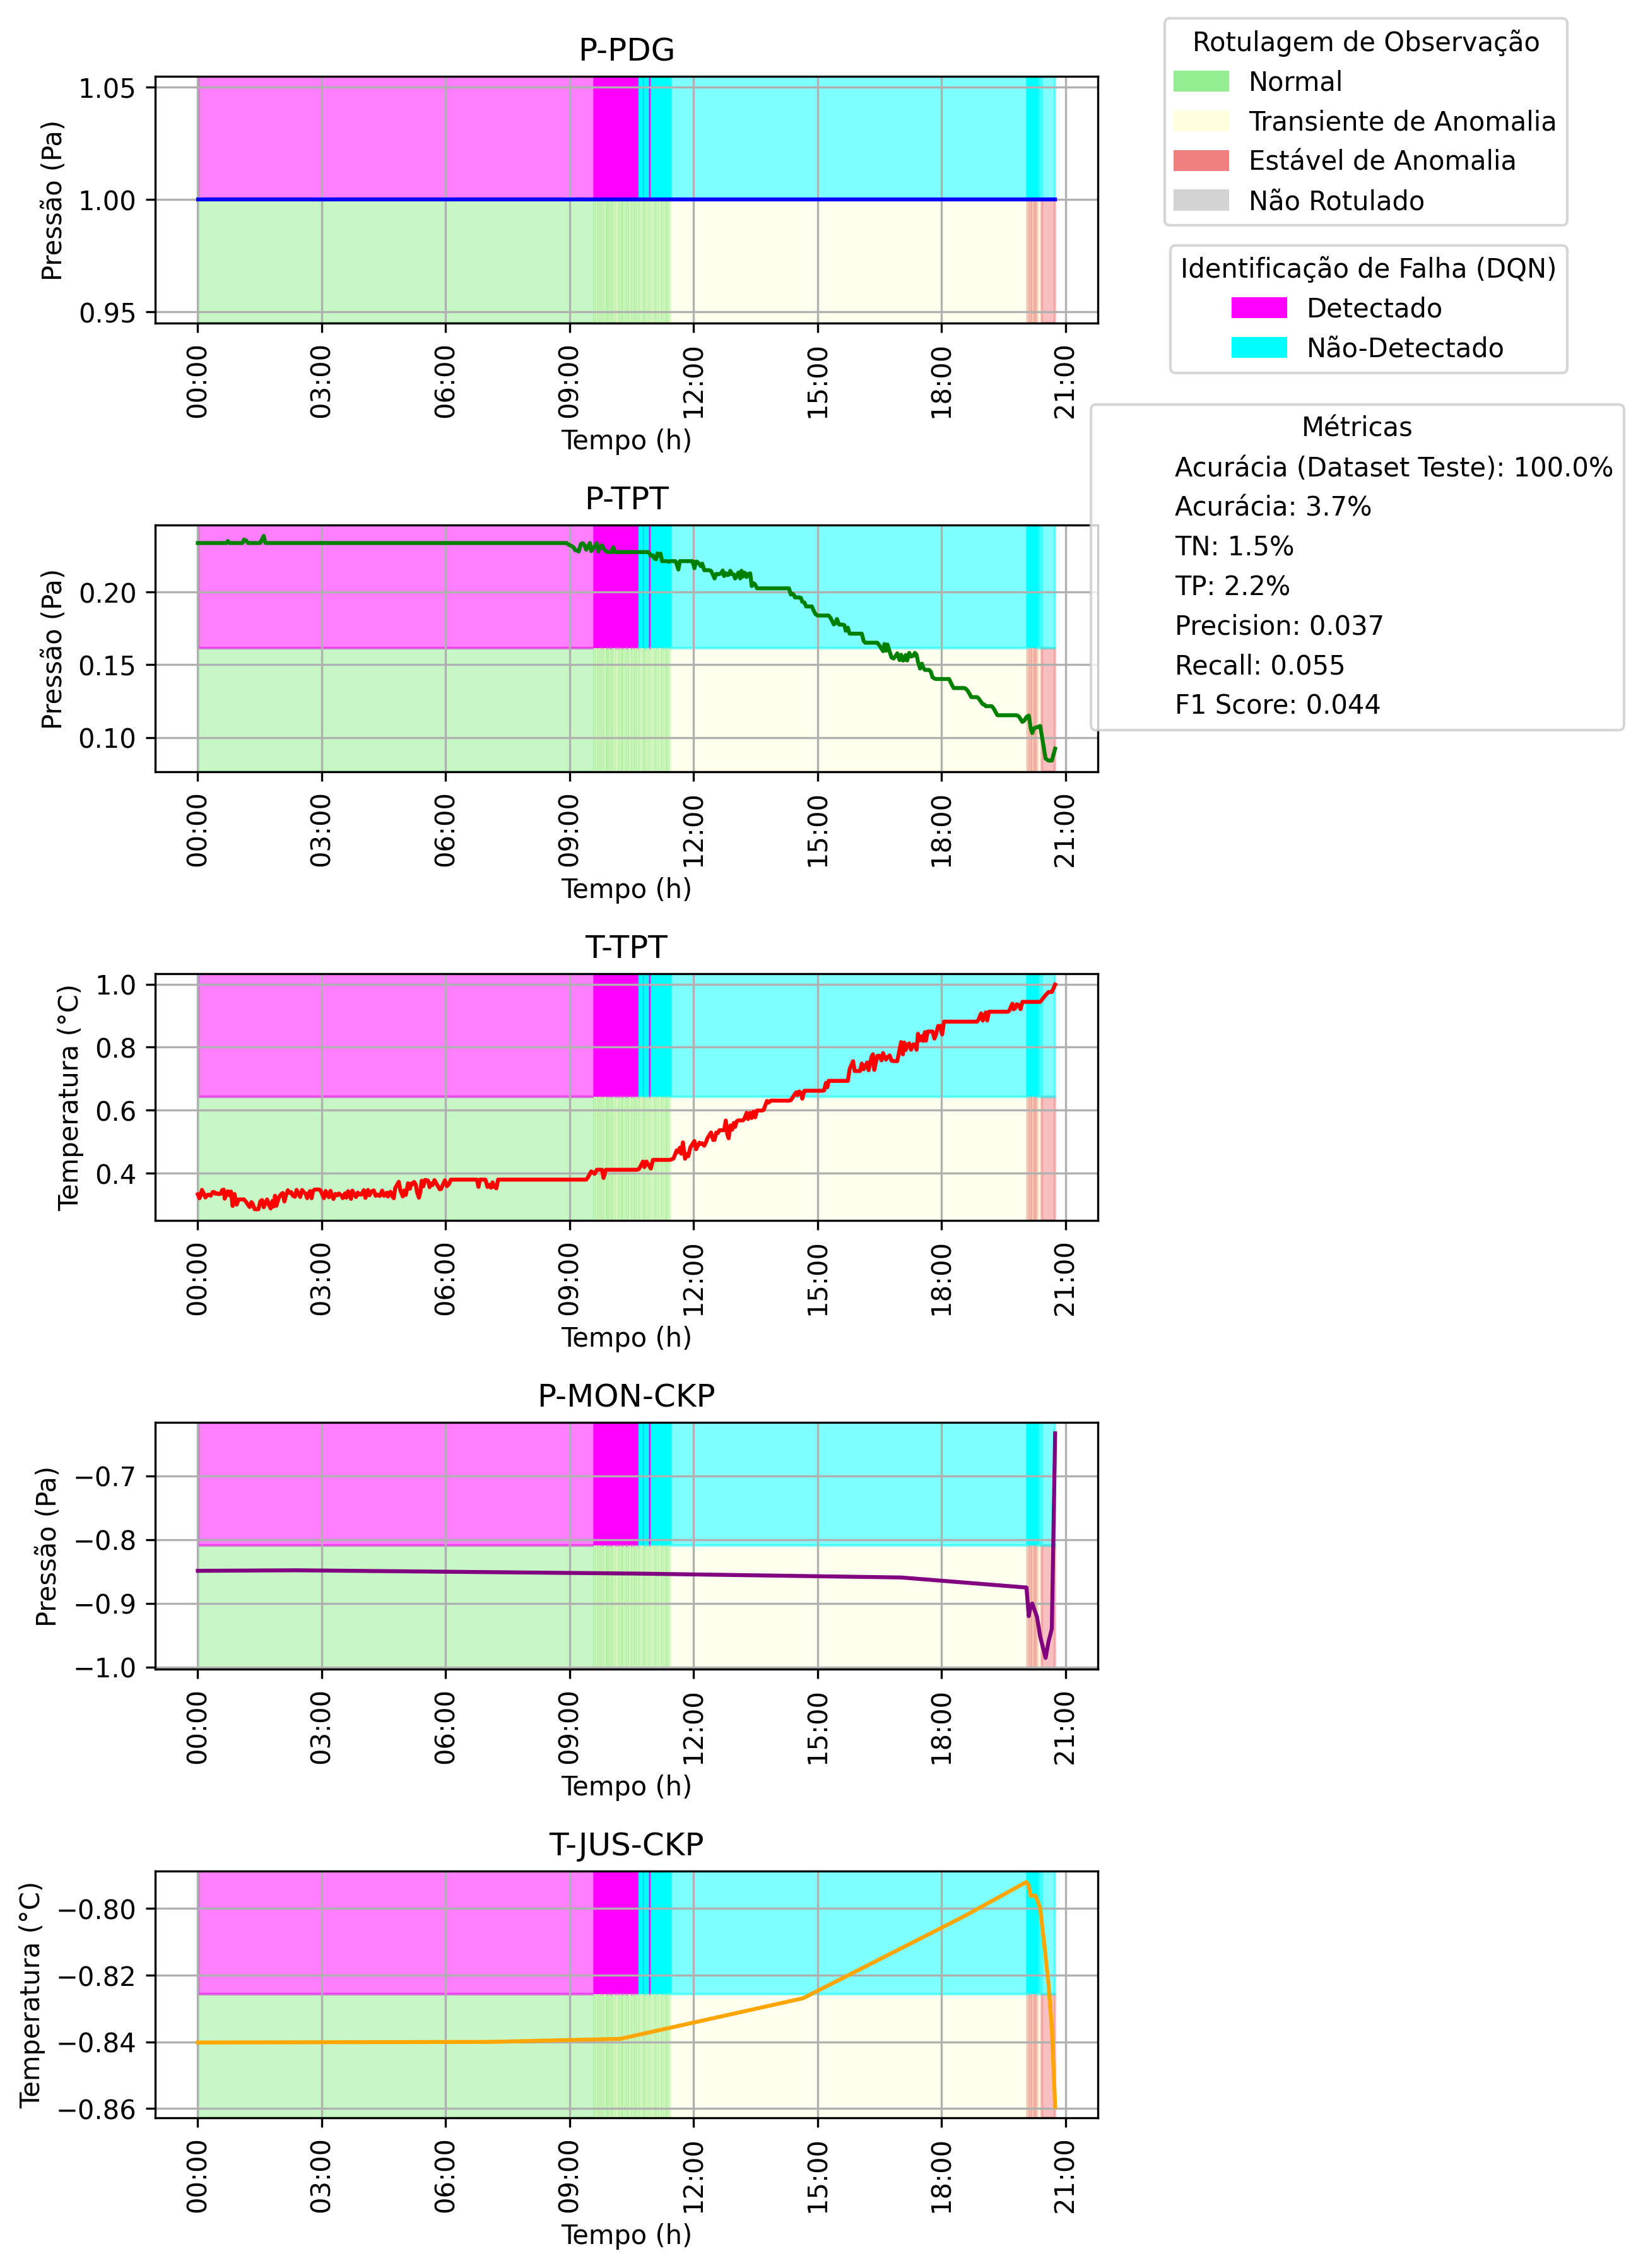 P-PDG
Pressão (Pa)
1.05
1.00
0.95
00:00
03:00
06:00
09:00
12:00
15:00
18:00
21:00
Tempo (h)
Rotulagem de Observação
Normal
Transiente de Anomalia
Estável de Anomalia
Não Rotulado
Identificação de Falha (DQN)
Detectado
Não-Detectado
Métricas
Acurácia (Dataset Teste): 100.0%
Acurácia: 3.7%
TN: 1.5%
TP: 2.2%
Precision: 0.037
Recall: 0.055
F1 Score: 0.044
P-TPT
Pressão (Pa)
0.20
0.15
0.10
00:00
03:00
06:00
09:00
12:00
15:00
18:00
21:00
Tempo (h)
T-TPT
Temperatura (°C)
1.0
0.8
0.6
0.4
00:00
03:00
06:00
09:00
12:00
15:00
18:00
21:00
Tempo (h)
P-MON-CKP
Pressão (Pa)
−0.7
−0.8
−0.9
−1.0
00:00
03:00
06:00
09:00
12:00
15:00
18:00
21:00
Tempo (h)
T-JUS-CKP
Temperatura (°C)
−0.80
−0.82
−0.84
−0.86
00:00
03:00
06:00
09:00
12:00
15:00
18:00
21:00
Tempo (h)